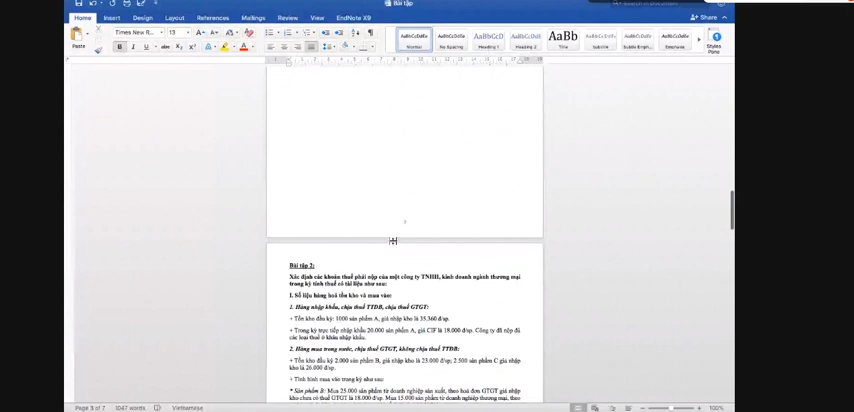 Bài tập
Home Insert Design Layout References Mailings Review View EndNote X9
Share
Times New R... 13
Paste
AaBbCcDdEe AaBbCcDdEe AaBbCcD AaBbCcDd AaBb AaBbCcDdEe AaBbCcDdEe AaBbCcDdEe
Normal No Spacing Heading 1 Heading 2 Title Subtitle Subtle Emph... Emphasis
Styles
Pane
Bài tập 2:
Xác định các khoản thuế phải nộp của một công ty TNHH, kinh doanh ngành thương mại
trong kỳ tính thuế có tài liệu như sau:
I. Số liệu hàng hoá tồn kho và mua vào:
1. Hàng nhập khẩu, chịu thuế TTĐB, chịu thuế GTGT:
+ Tồn kho đầu kỳ: 1000 sản phẩm A, giá nhập kho là 35.360 đ/sp.
+ Trong kỳ trực tiếp nhập khẩu 20.000 sản phẩm A, giá CIF là 18.000 đ/sp. Công ty đã nộp đủ
các loại thuế ở khâu nhập khẩu.
2. Hàng mua trong nước, chịu thuế GTGT, không chịu thuế TTĐB:
+ Tồn kho đầu kỳ 2.000 sản phẩm B, giá nhập kho là 23.000 đ/sp; 2.500 sản phẩm C giá nhập
kho là 26.000 đ/sp.
+ Tình hình mua vào trong kỳ như sau:
* Sản phẩm B: Mua 25.000 sản phẩm từ doanh nghiệp sản xuất, theo hoá đơn GTGT giá nhập
kho chưa có thuế GTGT là 18.000 đ/sp. Mua 15.000 sản phẩm từ doanh nghiệp thương mại, theo
Page 3 of 7 1047 words Vietnamese 100%